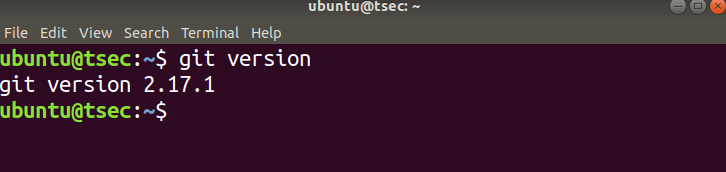 ubuntu@tsec: ~
File Edit View Search Terminal Help
ubuntu@tsec:~$ git version
git version 2.17.1
ubuntu@tsec:~$